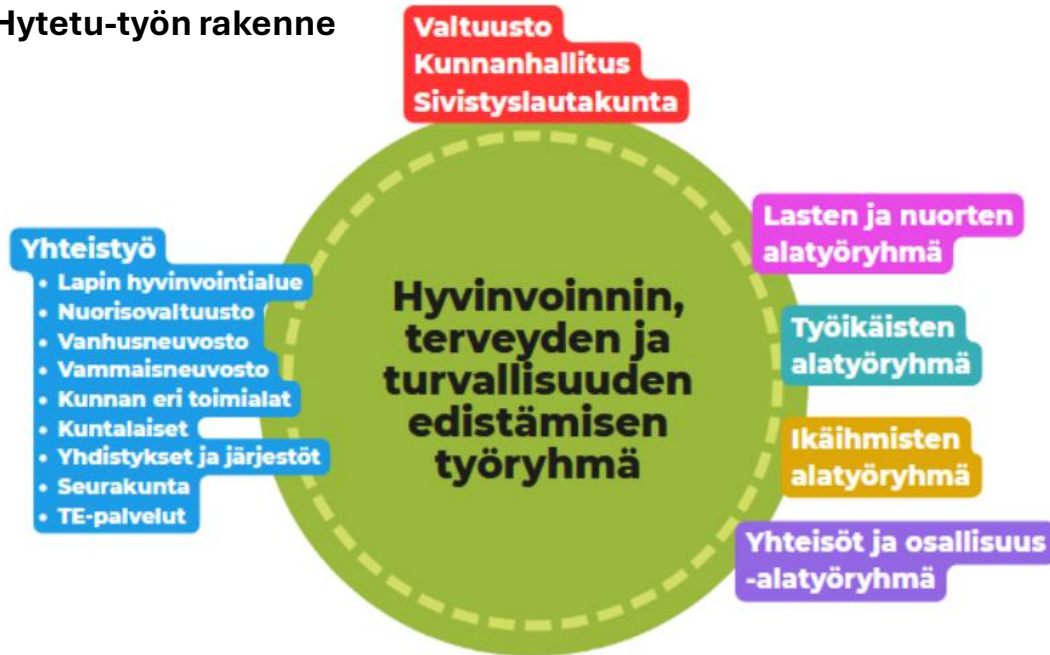 Hytetu-työn rakenne
Valtuusto
Kunnanhallitus
Sivistyslautakunta
Yhteistyö
• Lapin hyvinvointialue
• Nuorisovaltuusto
• Vanhusneuvosto
• Vammaisneuvosto
• Kunnan eri toimialat
• Kuntalaiset
• Yhdistykset ja järjestöt
• Seurakunta
• TE-palvelut
Hyvinvoinnin,
terveyden ja
turvallisuuden
edistämisen
työryhmä
Lasten ja nuorten
alatyöryhmä
Työikäisten
alatyöryhmä
Ikäihmisten
alatyöryhmä
Yhteisöt ja osallisuus
-alatyöryhmä